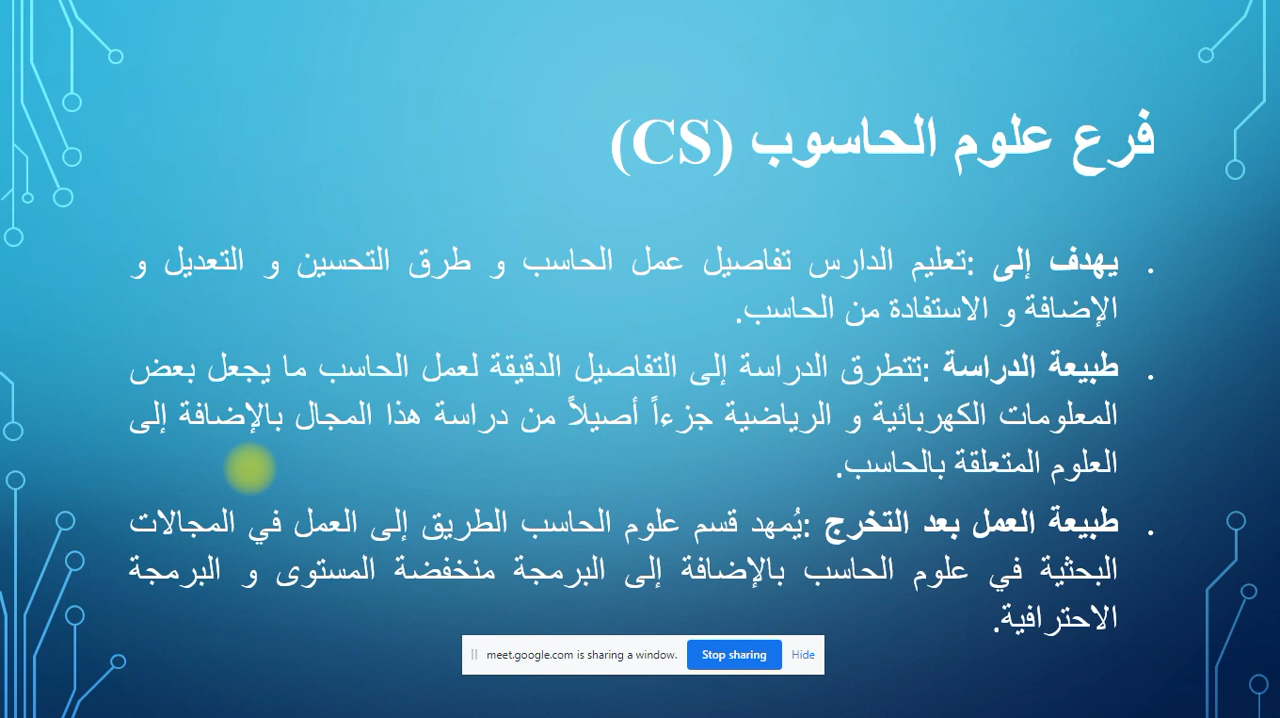 فرع علوم الحاسوب (CS)
. يهدف إلى :تعليم الدارس تفاصيل عمل الحاسب و طرق التحسين و التعديل و
الإضافة و الاستفادة من الحاسب.
. طبيعة الدراسة :تتطرق الدراسة إلى التفاصيل الدقيقة لعمل الحاسب ما يجعل بعض
المعلومات الكهربائية و الرياضية جزءاً أصيلاً من دراسة هذا المجال بالإضافة إلى
العلوم المتعلقة بالحاسب.
. طبيعة العمل بعد التخرج :يُمهد قسم علوم الحاسب الطريق إلى العمل في المجالات
البحثية في علوم الحاسب بالإضافة إلى البرمجة منخفضة المستوى و البرمجة
الاحترافية.
meet.google.com is sharing a window. Stop sharing Hide